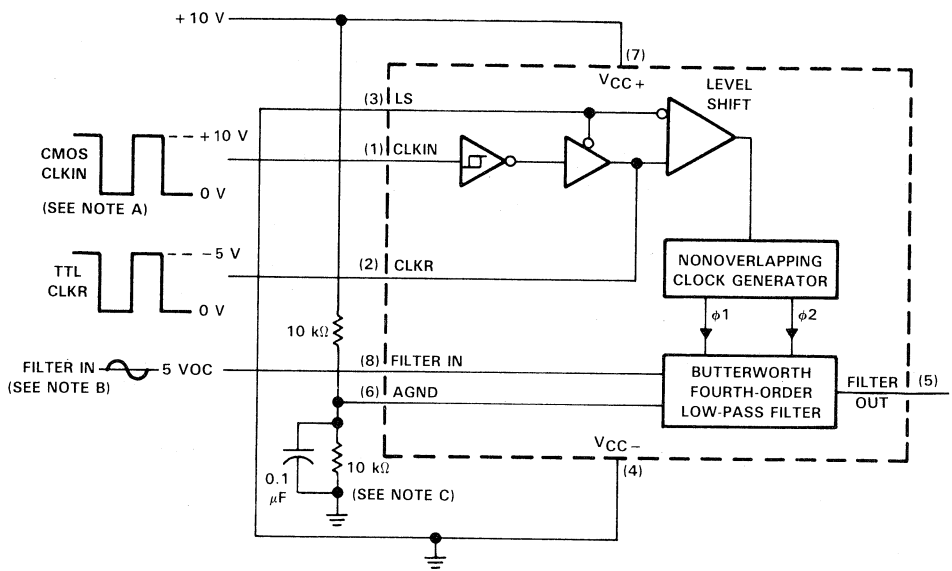 +10 V
(7)
VCC+
LEVEL
SHIFT
(3) LS
+10 V
CMOS
CLKIN
(1) CLKIN
0 V
(SEE NOTE A)
-5 V
TTL
CLKR
(2) CLKR
0 V
NONOVERLAPPING
CLOCK GENERATOR
φ1
φ2
10 kΩ
FILTER IN
5 VOC
(SEE NOTE B)
(8) FILTER IN
(6) AGND
BUTTERWORTH
FOURTH-ORDER
LOW-PASS FILTER
FILTER
OUT
(5)
VCC-
(4)
0.1
μF
10 kΩ
(SEE NOTE C)